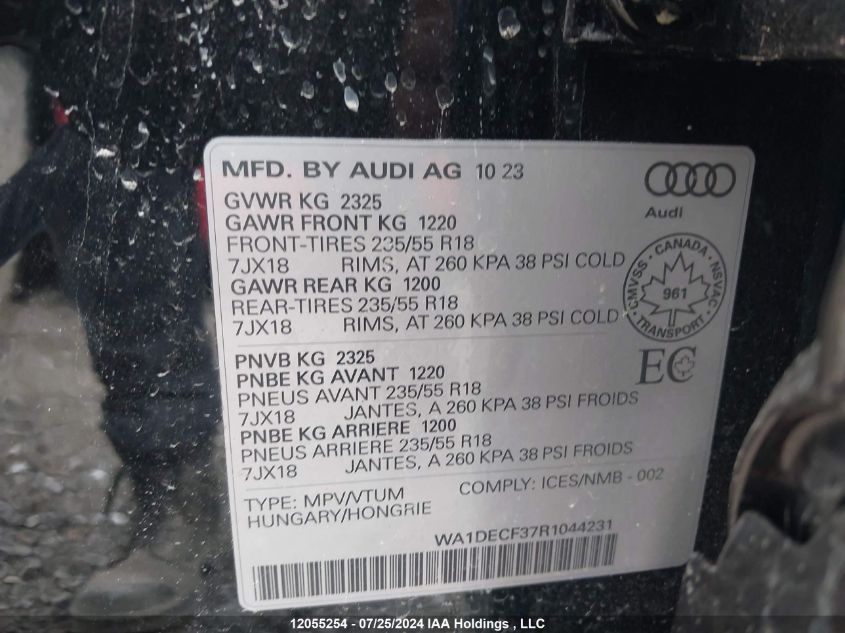 MFD. BY AUDI AG 10 23
Audi
GVWR KG 2325
GAWR FRONT KG 1220
FRONT-TIRES 235/55 R18
7JX18 RIMS, AT 260 KPA 38 PSI COLD
GAWR REAR KG 1200
REAR-TIRES 235/55 R18
7JX18 RIMS, AT 260 KPA 38 PSI COLD
CMVSS - CANADA - NSVAC
961
TRANSPORT
PNVB KG 2325
PNBE KG AVANT 1220
PNEUS AVANT 235/55 R18
7JX18 JANTES, A 260 KPA 38 PSI FROIDS
PNBE KG ARRIERE 1200
PNEUS ARRIERE 235/55 R18
7JX18 JANTES, A 260 KPA 38 PSI FROIDS
EC
TYPE: MPV/VTUM COMPLY: ICES/NMB - 002
HUNGARY/HONGRIE
WA1DECF37R1044231
12055254 - 07/25/2024 IAA Holdings , LLC